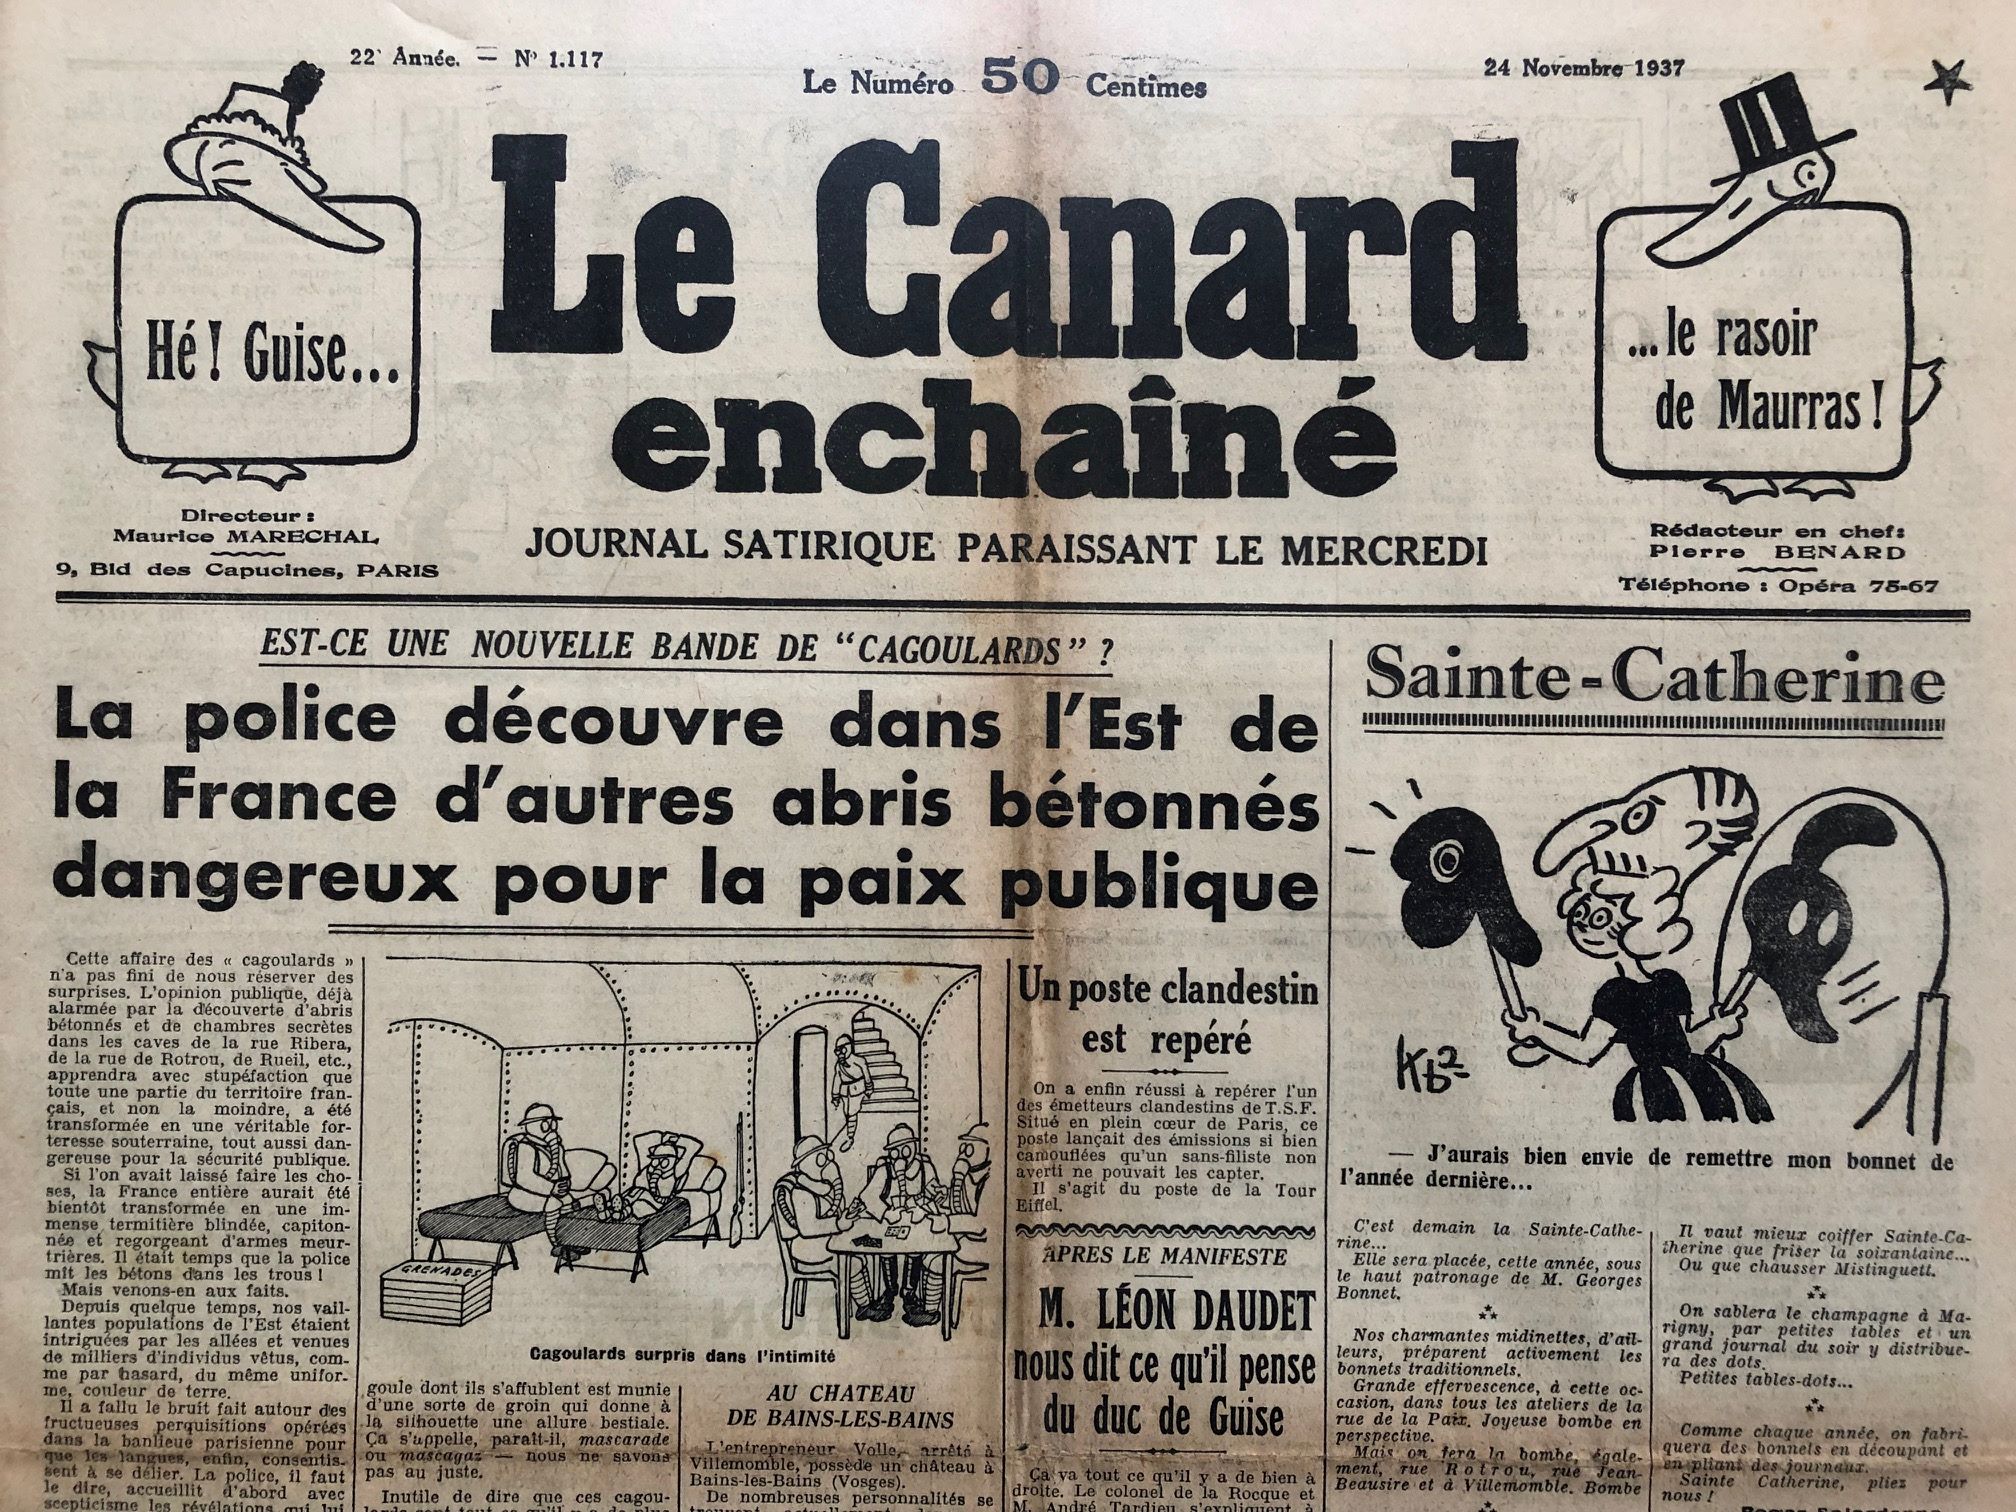 22e Année. — N° 1.117
Le Numéro 50 Centimes
24 Novembre 1937
Hé ! Guise...
Le Canard
enchaîné
...le rasoir
de Maurras !
Directeur :
Maurice MARECHAL
9, Bld des Capucines, PARIS
JOURNAL SATIRIQUE PARAISSANT LE MERCREDI
Rédacteur en chef :
Pierre BENARD
Téléphone : Opéra 75-67
EST-CE UNE NOUVELLE BANDE DE "CAGOULARDS" ?
La police découvre dans l'Est de
la France d'autres abris bétonnés
dangereux pour la paix publique
Cette affaire des « cagoulards »
n'a pas fini de nous réserver des
surprises. L'opinion publique, déjà
alarmée par la découverte d'abris
bétonnés et de chambres secrètes
dans les caves de la rue Ribera,
de la rue de Rotrou, de Rueil, etc.,
apprendra avec stupéfaction que
toute une partie du territoire fran-
çais, et non la moindre, a été
transformée en une véritable for-
teresse souterraine, tout aussi dan-
gereuse pour la sécurité publique.
Si l'on avait laissé faire les cho-
ses, la France entière aurait été
bientôt transformée en une im-
mense termitière blindée, capiton-
née et regorgeant d'armes meur-
trières. Il était temps que la police
mît les bétons dans les trous !
Mais venons-en aux faits.
Depuis quelque temps, nos vail-
lantes populations de l'Est étaient
intriguées par les allées et venues
de milliers d'individus vêtus, com-
me par hasard, du même unifor-
me, couleur de terre.
Il a fallu le bruit fait autour des
fructueuses perquisitions opérées
dans la banlieue parisienne pour
que les langues, enfin, consentis-
sent à se délier. La police, il faut
le dire, accueillit d'abord avec
scepticisme les révélations qui lui
GRENADES
Cagoulards surpris dans l'intimité
goule dont ils s'affublent est munie
d'une sorte de groin qui donne à
la silhouette une allure bestiale.
Ça s'appelle, paraît-il, mascarade
ou mascagaz — nous ne savons
pas au juste.
Inutile de dire que ces cagou-
AU CHATEAU
DE BAINS-LES-BAINS
L'entrepreneur Volle, arrêté à
Villemomble, possède un château à
Bains-les-Bains (Vosges).
De nombreuses personnalités se
Un poste clandestin
est repéré
On a enfin réussi à repérer l'un
des émetteurs clandestins de T.S.F.
Situé en plein cœur de Paris, ce
poste lançait des émissions si bien
camouflées qu'un sans-filiste non
averti ne pouvait les capter.
Il s'agit du poste de la Tour
Eiffel.
APRES LE MANIFESTE
M. LÉON DAUDET
nous dit ce qu'il pense
du duc de Guise
Ça va tout ce qu'il y a de bien à
droite. Le colonel de la Rocque et
M. André Tardieu s'expliquent à
Sainte-Catherine
— J'aurais bien envie de remettre mon bonnet de
l'année dernière...
C'est demain la Sainte-Cathe-
rine...
Elle sera placée, cette année, sous
le haut patronage de M. Georges
Bonnet.
Nos charmantes midinettes, d'ail-
leurs, préparent activement les
bonnets traditionnels.
Grande effervescence, à cette oc-
casion, dans tous les ateliers de la
rue de la Paix. Joyeuse bombe en
perspective.
Mais on fera la bombe, égale-
ment, rue Rotrou, rue Jean-
Beausire et à Villemomble. Bombe
Il vaut mieux coiffer Sainte-Ca-
therine que friser la soixantaine...
Ou que chausser Mistinguett.
On sablera le champagne à Ma-
rigny, par petites tables et un
grand journal du soir y distribue-
ra des dots.
Petites tables-dots...
Comme chaque année, on fabri-
quera des bonnets en découpant et
en pliant des journaux.
Sainte Catherine, pliez pour
nous !